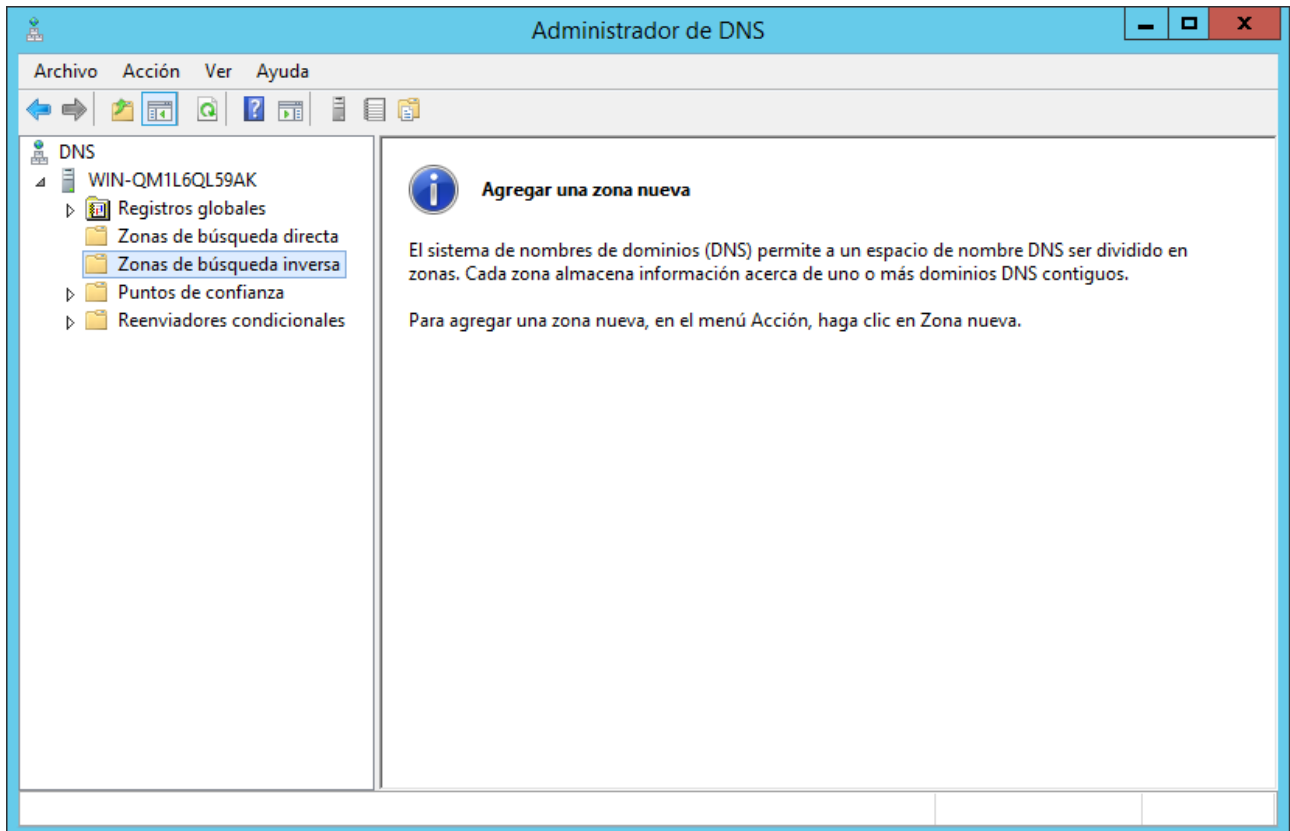 Administrador de DNS
Archivo Acción Ver Ayuda
DNS
WIN-QM1L6QL59AK
Registros globales
Zonas de búsqueda directa
Zonas de búsqueda inversa
Puntos de confianza
Reenviadores condicionales
Agregar una zona nueva
El sistema de nombres de dominios (DNS) permite a un espacio de nombre DNS ser dividido en
zonas. Cada zona almacena información acerca de uno o más dominios DNS contiguos.
Para agregar una zona nueva, en el menú Acción, haga clic en Zona nueva.